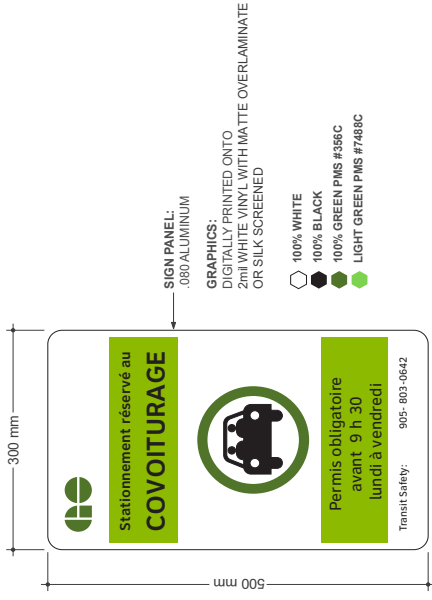 300 mm
500 mm
Stationnement réservé au
COVOITURAGE
Permis obligatoire
avant 9 h 30
lundi à vendredi
Transit Safety: 905- 803-0642
SIGN PANEL:
.080 ALUMINUM
GRAPHICS:
DIGITALLY PRINTED ONTO
2mil WHITE VINYL WITH MATTE OVERLAMINATE
OR SILK SCREENED
100% WHITE
100% BLACK
100% GREEN PMS #356C
LIGHT GREEN PMS #7488C